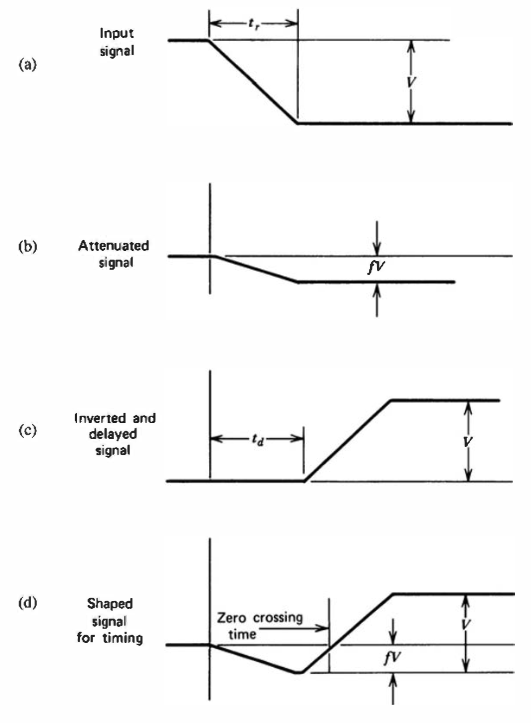 (a)
Input
signal
t_r
V
(b)
Attenuated
signal
fV
(c)
Inverted and
delayed
signal
t_d
V
(d)
Shaped
signal
for timing
Zero crossing
time
fV
V